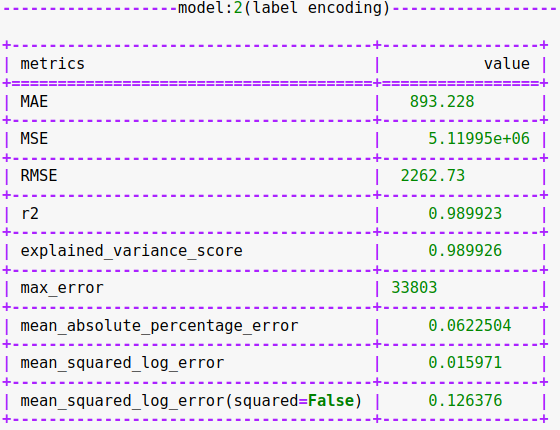 -------------------model:2(label encoding)------------------
+---------------------------------------+-----------------+
| metrics                               |           value |
+=======================================+=================+
| MAE                                   |   893.228       |
+---------------------------------------+-----------------+
| MSE                                   |     5.11995e+06 |
+---------------------------------------+-----------------+
| RMSE                                  |  2262.73        |
+---------------------------------------+-----------------+
| r2                                    |     0.989923    |
+---------------------------------------+-----------------+
| explained_variance_score              |     0.989926    |
+---------------------------------------+-----------------+
| max_error                             | 33803           |
+---------------------------------------+-----------------+
| mean_absolute_percentage_error        |     0.0622504   |
+---------------------------------------+-----------------+
| mean_squared_log_error                |     0.015971    |
+---------------------------------------+-----------------+
| mean_squared_log_error(squared=False) |     0.126376    |
+---------------------------------------+-----------------+